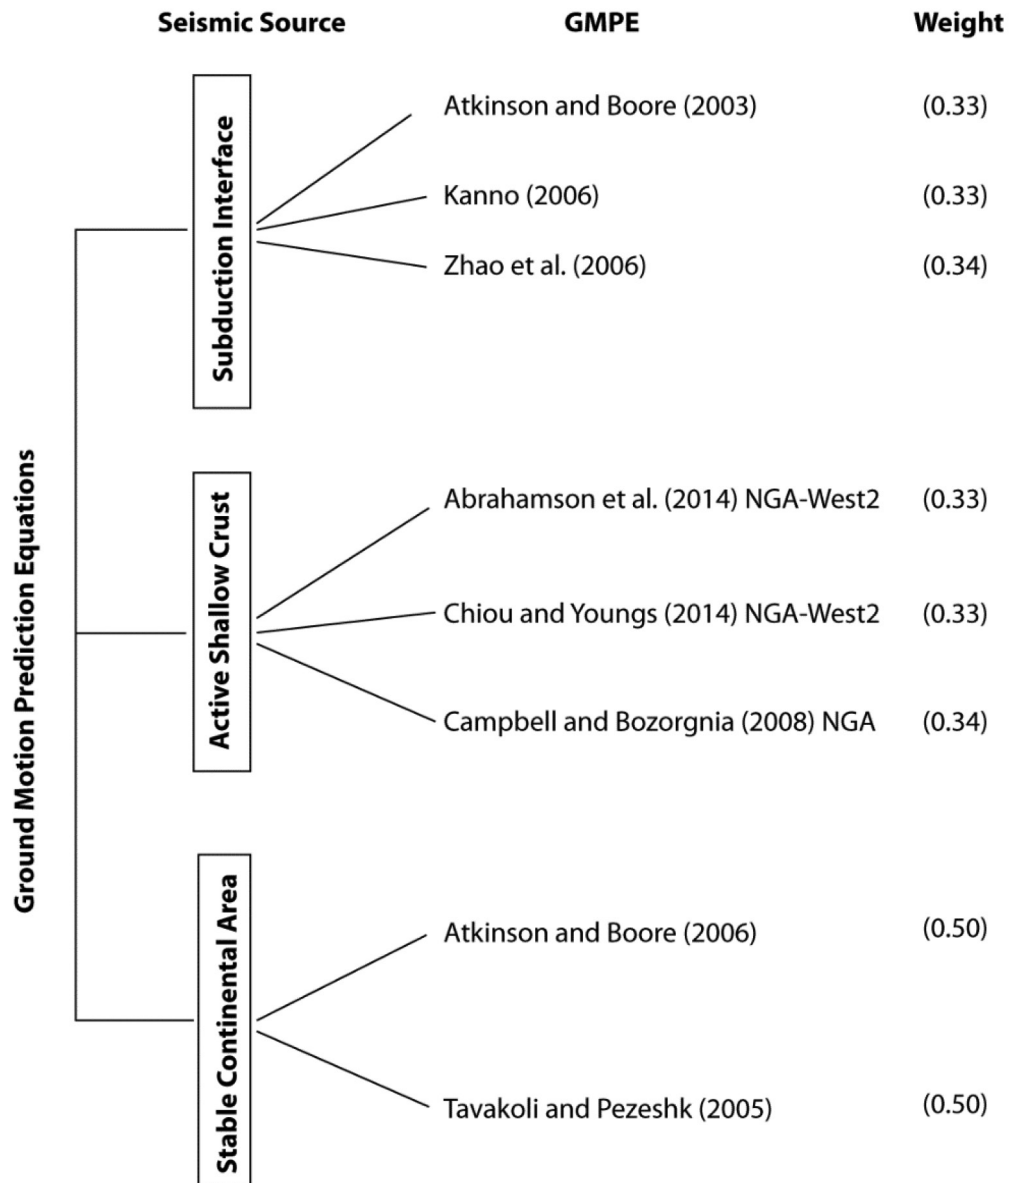 Seismic Source GMPE Weight
Ground Motion Prediction Equations
Subduction Interface
Atkinson and Boore (2003) (0.33)
Kanno (2006) (0.33)
Zhao et al. (2006) (0.34)
Active Shallow Crust
Abrahamson et al. (2014) NGA-West2 (0.33)
Chiou and Youngs (2014) NGA-West2 (0.33)
Campbell and Bozorgnia (2008) NGA (0.34)
Stable Continental Area
Atkinson and Boore (2006) (0.50)
Tavakoli and Pezeshk (2005) (0.50)